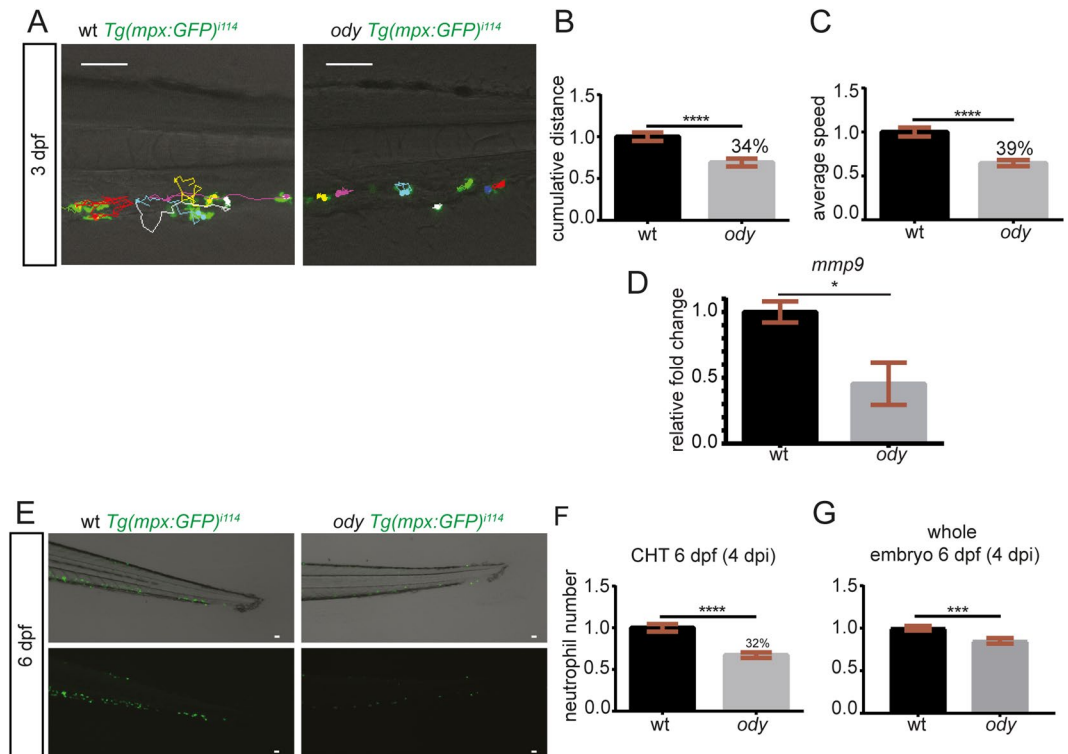 A
wt Tg(mpx:GFP)i114
ody Tg(mpx:GFP)i114
3 dpf
B
cumulative distance
1.5
1.0
0.5
0.0
****
34%
wt
ody
C
average speed
1.5
1.0
0.5
0.0
****
39%
wt
ody
D
mmp9
relative fold change
1.0
0.5
0.0
*
wt
ody
E
wt Tg(mpx:GFP)i114
ody Tg(mpx:GFP)i114
6 dpf
F
CHT 6 dpf (4 dpi)
neutrophil number
1.5
1.0
0.5
0.0
****
32%
wt
ody
G
whole
embryo 6 dpf (4 dpi)
1.5
1.0
0.5
0.0
***
wt
ody